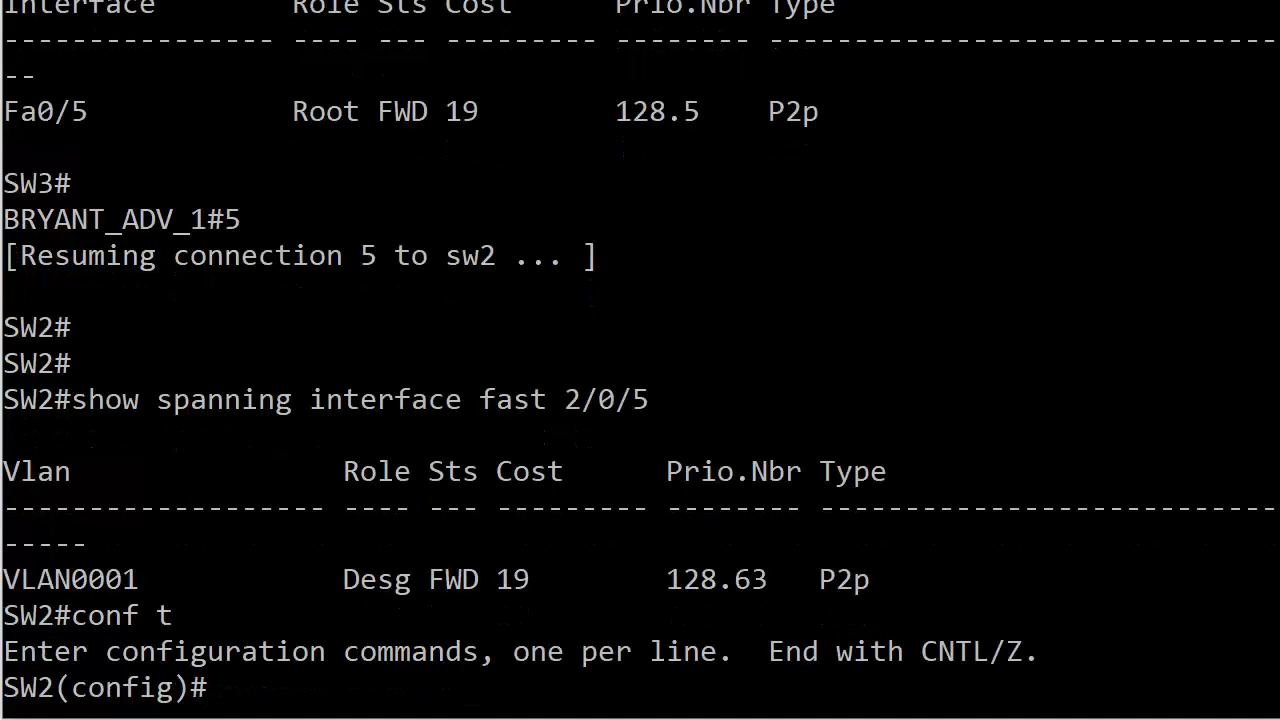 Interface Role Sts Cost Prio.Nbr Type
--------------- ---- --- --------- -------- ------------------------------
--
Fa0/5 Root FWD 19 128.5 P2p
SW3#
BRYANT_ADV_1#5
[Resuming connection 5 to sw2 ... ]
SW2#
SW2#
SW2#show spanning interface fast 2/0/5
Vlan Role Sts Cost Prio.Nbr Type
------------------- ---- --- --------- -------- ---------------------------
-----
VLAN0001 Desg FWD 19 128.63 P2p
SW2#conf t
Enter configuration commands, one per line.  End with CNTL/Z.
SW2(config)#